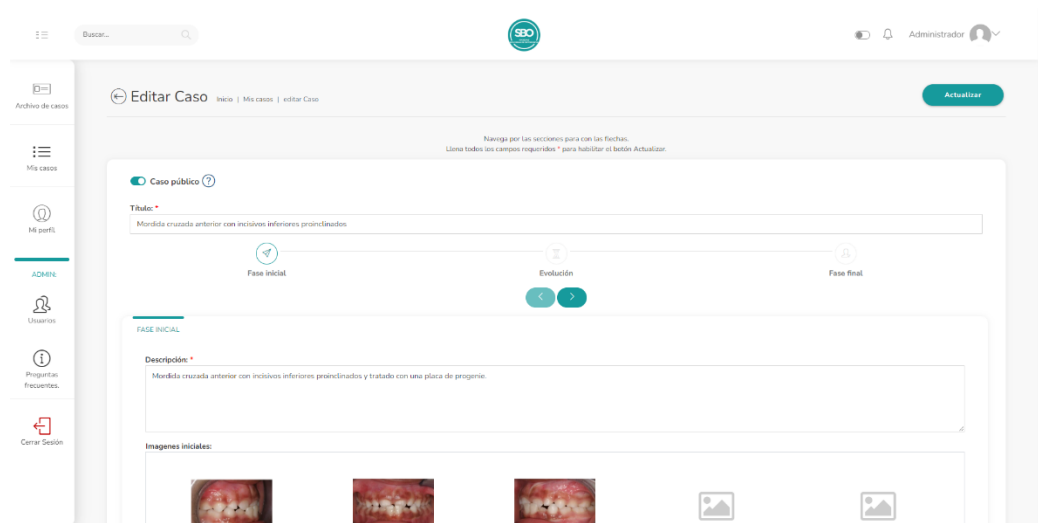 Buscar...
SBO
Administrador
Archivo de casos
Mis casos
Mi perfil
ADMIN:
Usuarios
Preguntas
frecuentes.
Cerrar Sesión
Editar Caso
Inicio | Mis casos | editar Caso
Actualizar
Navega por las secciones para con las flechas.
Llena todos los campos requeridos * para habilitar el botón Actualizar.
Caso público ?
Título: *
Mordida cruzada anterior con incisivos inferiores proinclinados
Fase inicial
Evolución
Fase final
FASE INICIAL
Descripción: *
Mordida cruzada anterior con incisivos inferiores proinclinados y tratado con una placa de progenie.
Imagenes iniciales: